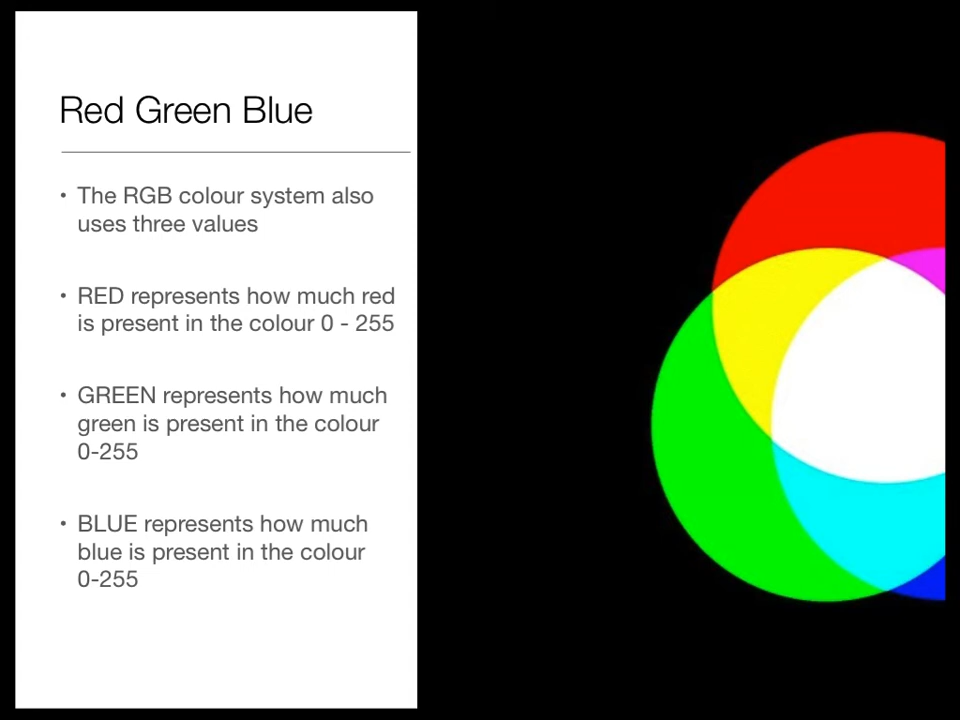 Red Green Blue
• The RGB colour system also
uses three values
• RED represents how much red
is present in the colour 0 - 255
• GREEN represents how much
green is present in the colour
0-255
• BLUE represents how much
blue is present in the colour
0-255